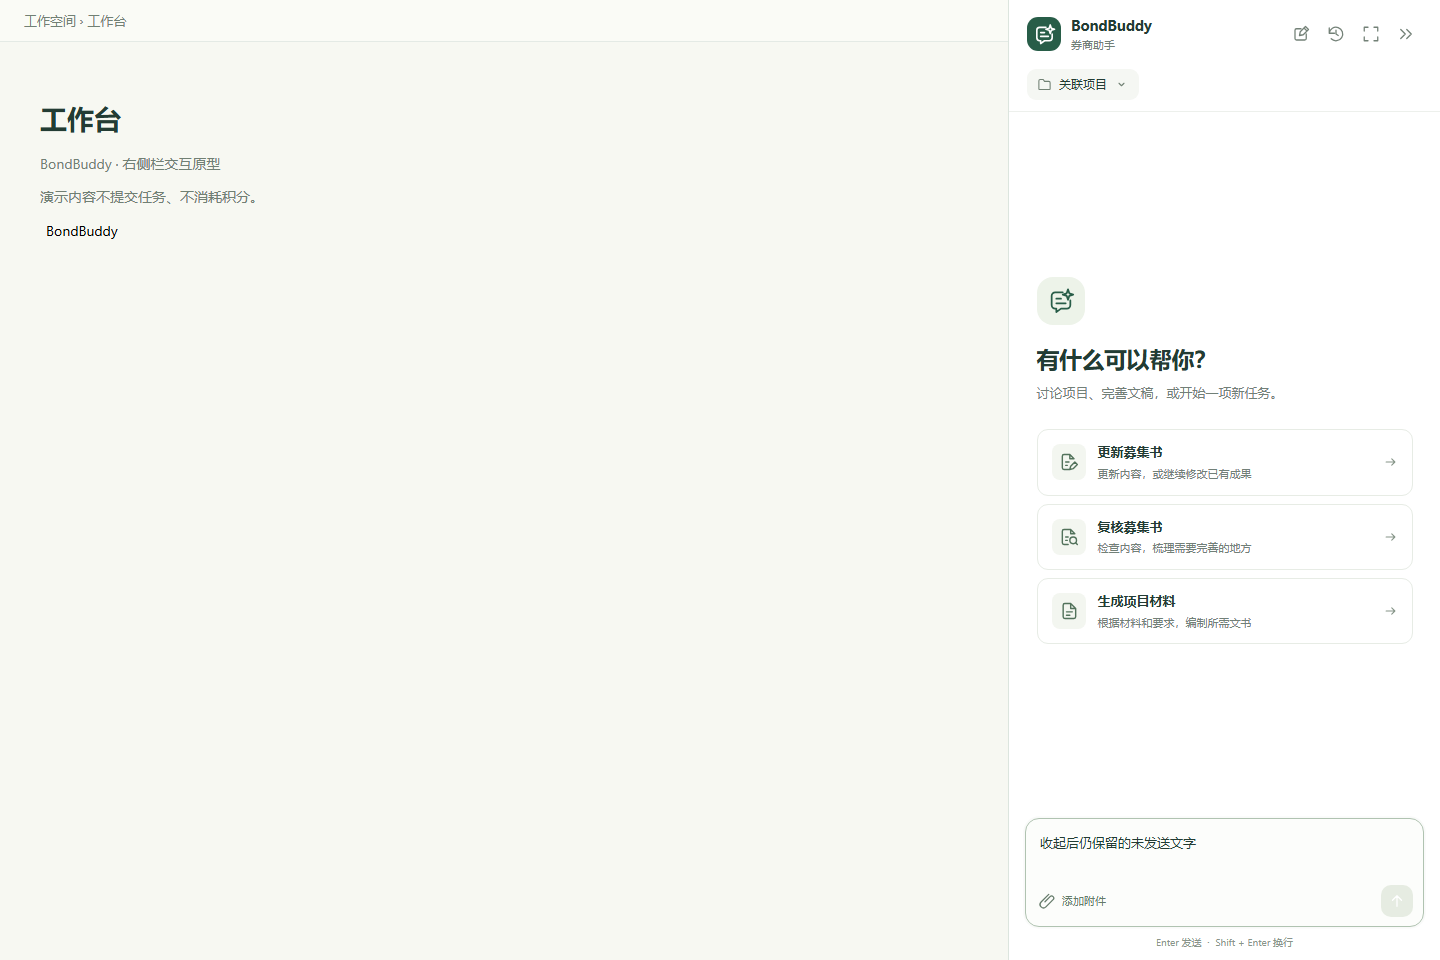 工作空间 › 工作台
工作台
BondBuddy · 右侧栏交互原型
演示内容不提交任务、不消耗积分。
BondBuddy
BondBuddy
券商助手
关联项目
有什么可以帮你?
讨论项目、完善文稿，或开始一项新任务。
更新募集书
更新内容，或继续修改已有成果
复核募集书
检查内容，梳理需要完善的地方
生成项目材料
根据材料和要求，编制所需文书
收起后仍保留的未发送文字
添加附件
Enter 发送 · Shift + Enter 换行